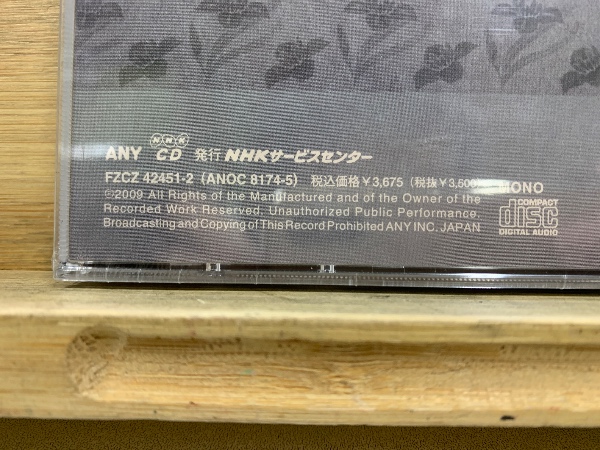 ANY NHK CD 発行 NHKサービスセンター
FZCZ 42451-2 (ANOC 8174-5) 税込価格¥3,675 (税抜¥3,500) MONO
©2009 All Rights of the Manufactured and of the Owner of the
Recorded Work Reserved. Unauthorized Public Performance.
Broadcasting and Copying of This Record Prohibited ANY INC. JAPAN
COMPACT
disc
DIGITAL AUDIO